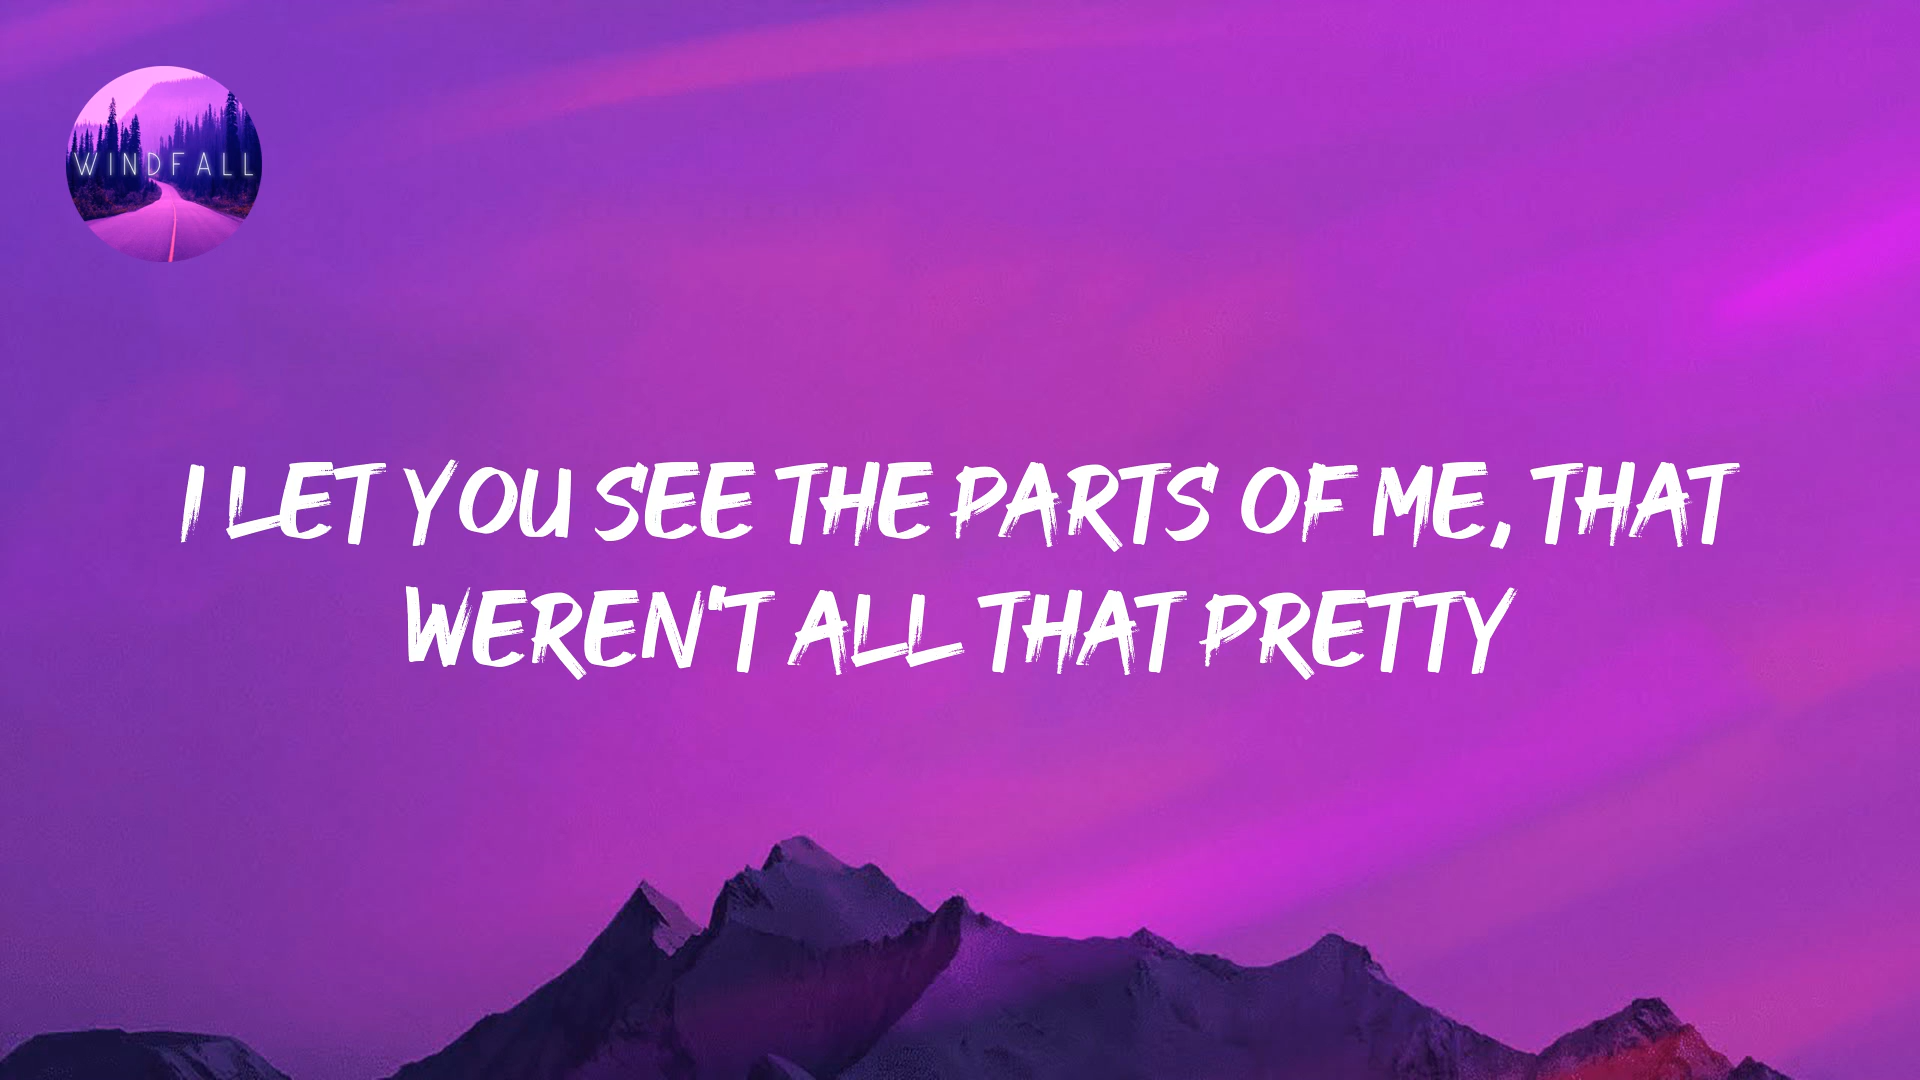 WINDFALL
I LET YOU SEE THE PARTS OF ME, THAT
WEREN'T ALL THAT PRETTY